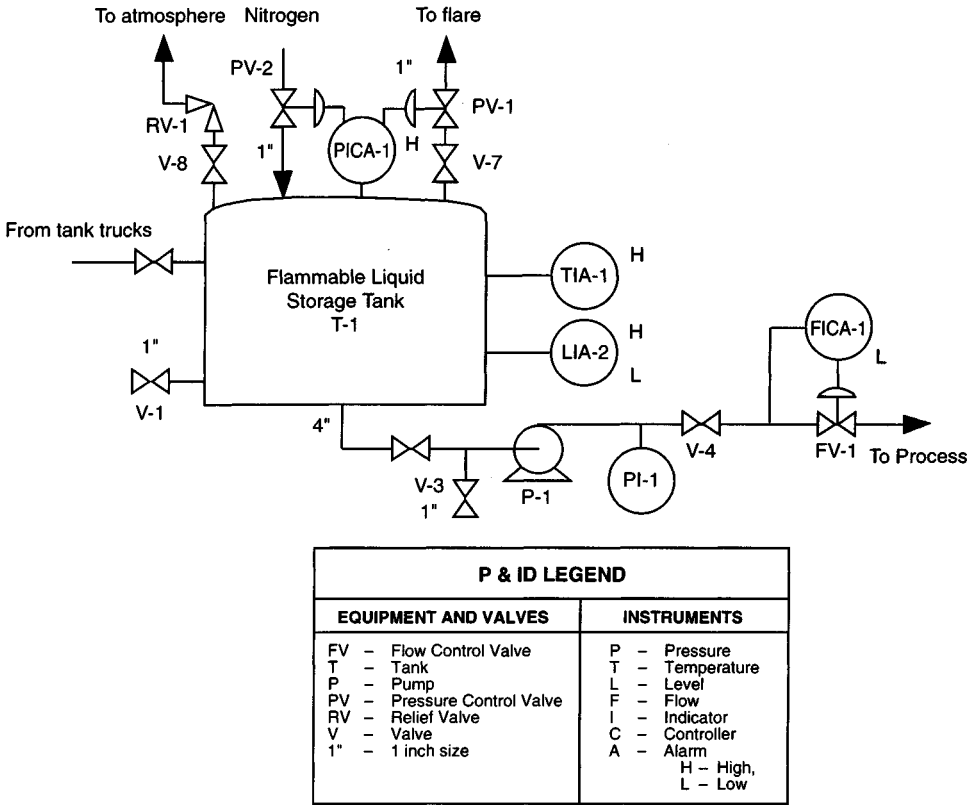 To atmosphere
Nitrogen
To flare
PV-2
1"
RV-1
PV-1
PICA-1
H
1"
V-8
V-7
From tank trucks
Flammable Liquid
Storage Tank
T-1
TIA-1
H
LIA-2
H
L
1"
V-1
FICA-1
L
4"
V-3
1"
P-1
PI-1
V-4
FV-1
To Process
P & ID LEGEND
EQUIPMENT AND VALVES
FV – Flow Control Valve
T – Tank
P – Pump
PV – Pressure Control Valve
RV – Relief Valve
V – Valve
1" – 1 inch size
INSTRUMENTS
P – Pressure
T – Temperature
L – Level
F – Flow
I – Indicator
C – Controller
A – Alarm
H – High,
L – Low